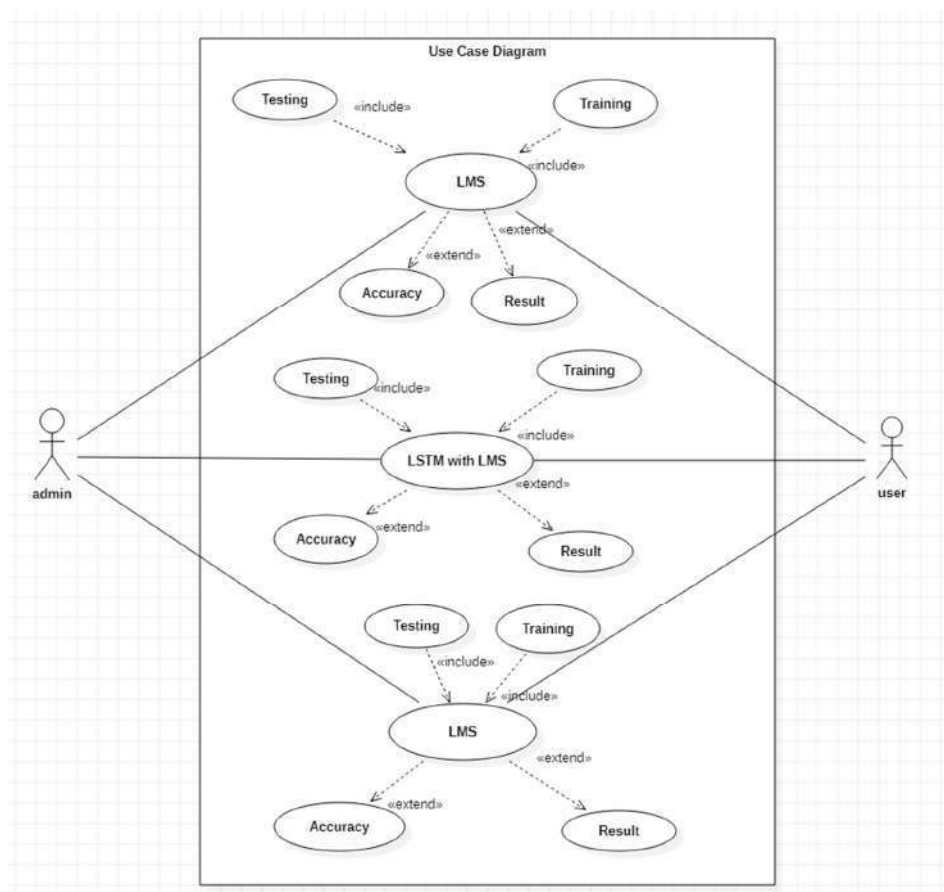 Use Case Diagram
Testing
«include»
Training
«include»
LMS
«extend»
«extend»
Accuracy
Result
Testing
«include»
Training
«include»
LSTM with LMS
admin
user
«extend»
«extend»
Accuracy
Result
Testing
Training
«include»
«include»
LMS
«extend»
«extend»
Accuracy
Result